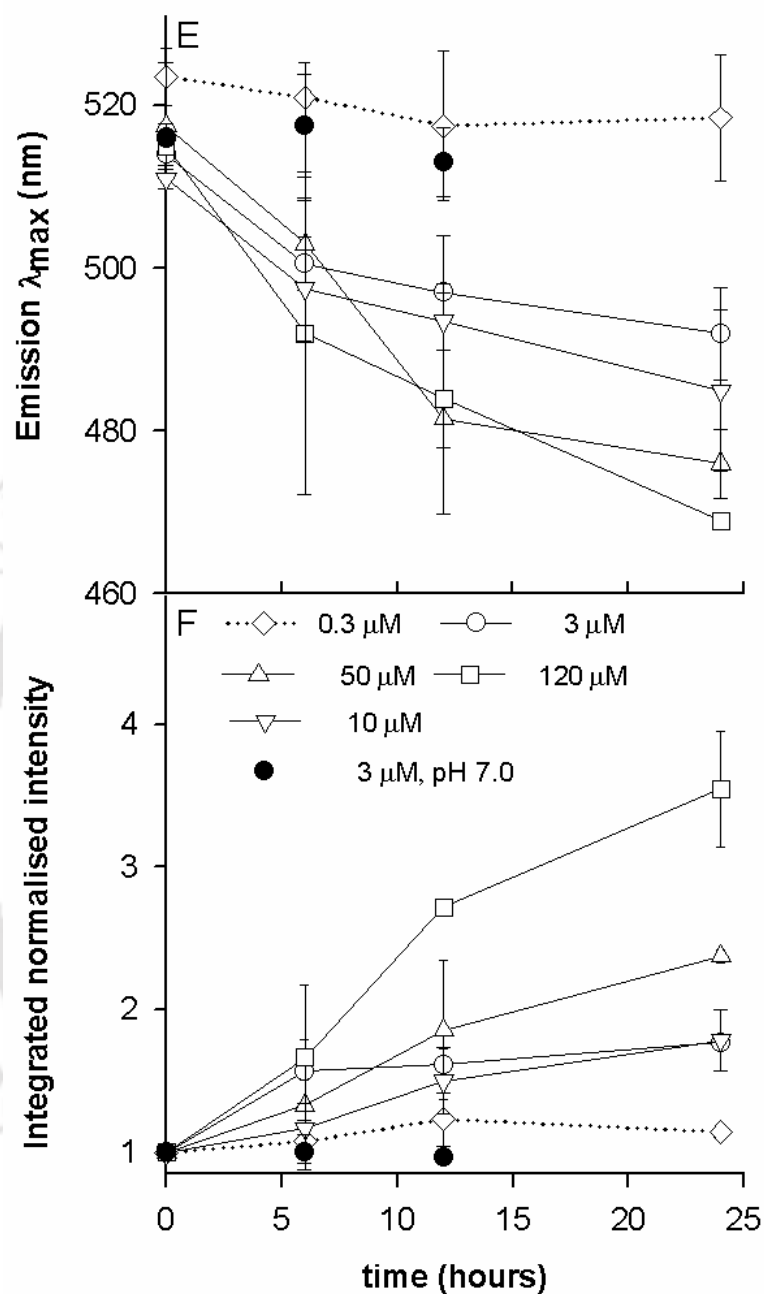 E
Emission λmax (nm)
520
500
480
460
F
0.3 μM
3 μM
50 μM
120 μM
10 μM
3 μM, pH 7.0
Integrated normalised intensity
4
3
2
1
0 5 10 15 20 25
time (hours)